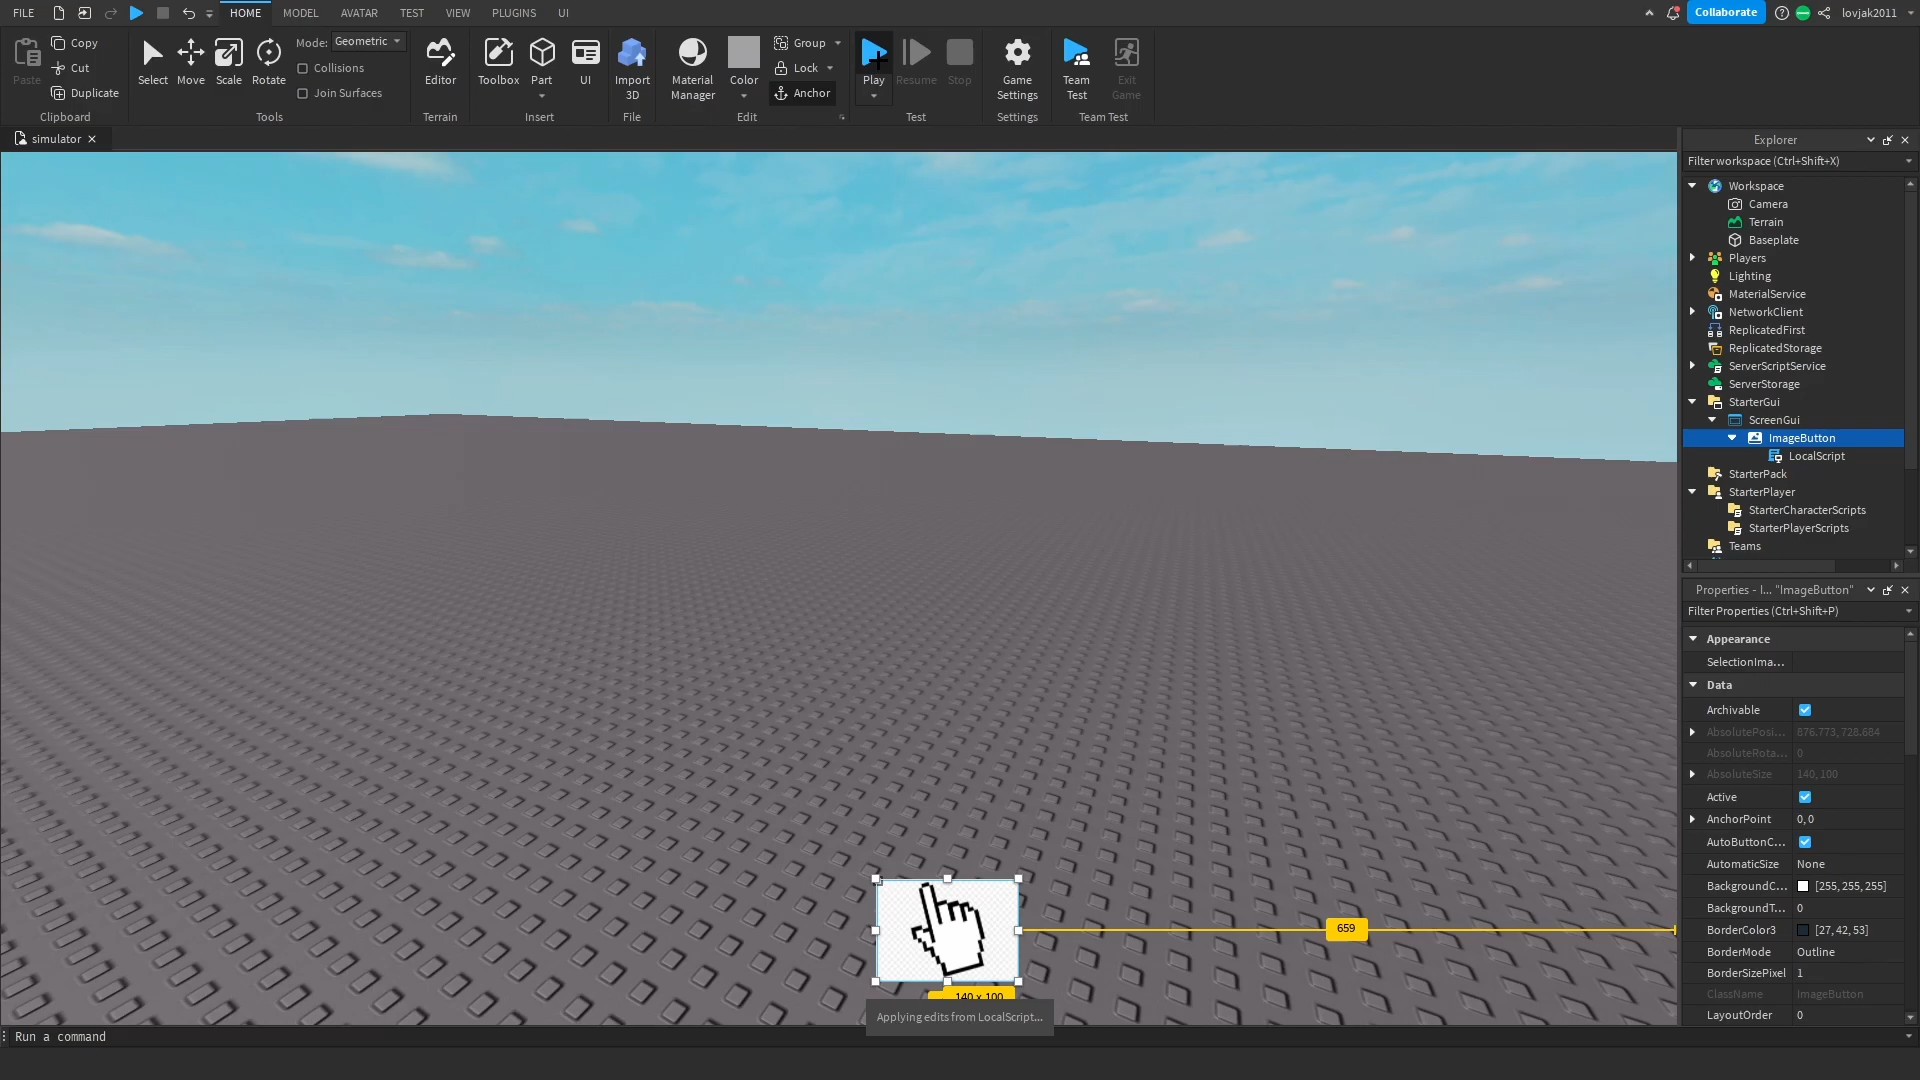 FILE HOME MODEL AVATAR TEST VIEW PLUGINS UI Collaborate lovjak2011
Paste Copy Cut Duplicate Clipboard
Select Move Scale Rotate Mode: Geometric Collisions Join Surfaces Tools
Editor Terrain
Toolbox Part UI Insert
Import 3D File
Material Manager Color Group Lock Anchor Edit
Play Resume Stop Test
Game Settings Settings
Team Test Exit Game Team Test
simulator
659
140 x 100
Applying edits from LocalScript...
Run a command
Explorer
Filter workspace (Ctrl+Shift+X)
Workspace
Camera
Terrain
Baseplate
Players
Lighting
MaterialService
NetworkClient
ReplicatedFirst
ReplicatedStorage
ServerScriptService
ServerStorage
StarterGui
ScreenGui
ImageButton
LocalScript
StarterPack
StarterPlayer
StarterCharacterScripts
StarterPlayerScripts
Teams
Properties - I... "ImageButton"
Filter Properties (Ctrl+Shift+P)
Appearance
SelectionIma...
Data
Archivable
AbsolutePosi... 876.773, 728.684
AbsoluteRota... 0
AbsoluteSize 140, 100
Active
AnchorPoint 0, 0
AutoButtonC...
AutomaticSize None
BackgroundC... [255, 255, 255]
BackgroundT... 0
BorderColor3 [27, 42, 53]
BorderMode Outline
BorderSizePixel 1
ClassName ImageButton
LayoutOrder 0